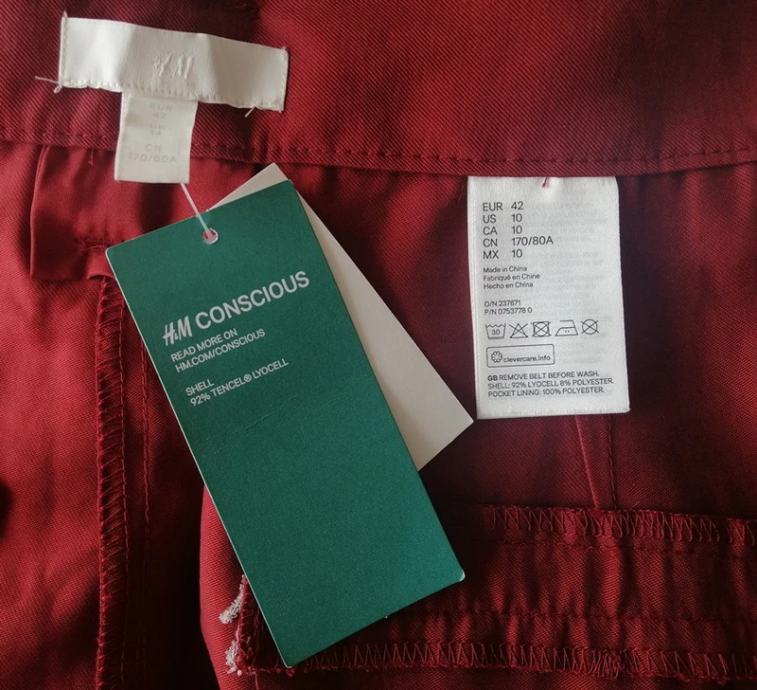 H&M
EUR
42
14
CN
170/80A
H&M CONSCIOUS
READ MORE ON
HM.COM/CONSCIOUS
SHELL
92% TENCEL® LYOCELL
EUR 42
US 10
CA 10
CN 170/80A
MX 10
Made in China
Fabriqué en Chine
Hecho en China
O/N 237671
P/N 0753778 0
30
clevercare.info
GB REMOVE BELT BEFORE WASH.
SHELL: 92% LYOCELL 8% POLYESTER.
POCKET LINING: 100% POLYESTER.